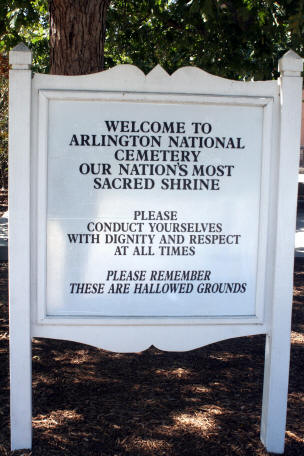 WELCOME TO
ARLINGTON NATIONAL
CEMETERY
OUR NATION'S MOST
SACRED SHRINE
PLEASE
CONDUCT YOURSELVES
WITH DIGNITY AND RESPECT
AT ALL TIMES
PLEASE REMEMBER
THESE ARE HALLOWED GROUNDS